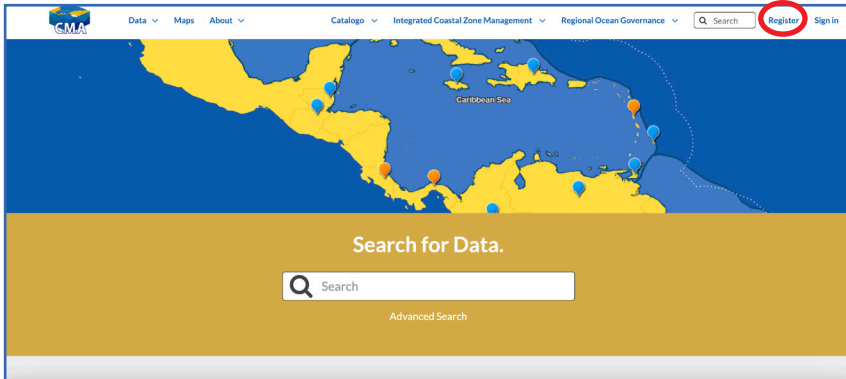 CMA
Data Maps About Catalogo Integrated Coastal Zone Management Regional Ocean Governance Search Register Sign in
Caribbean Sea
Search for Data.
Search
Advanced Search